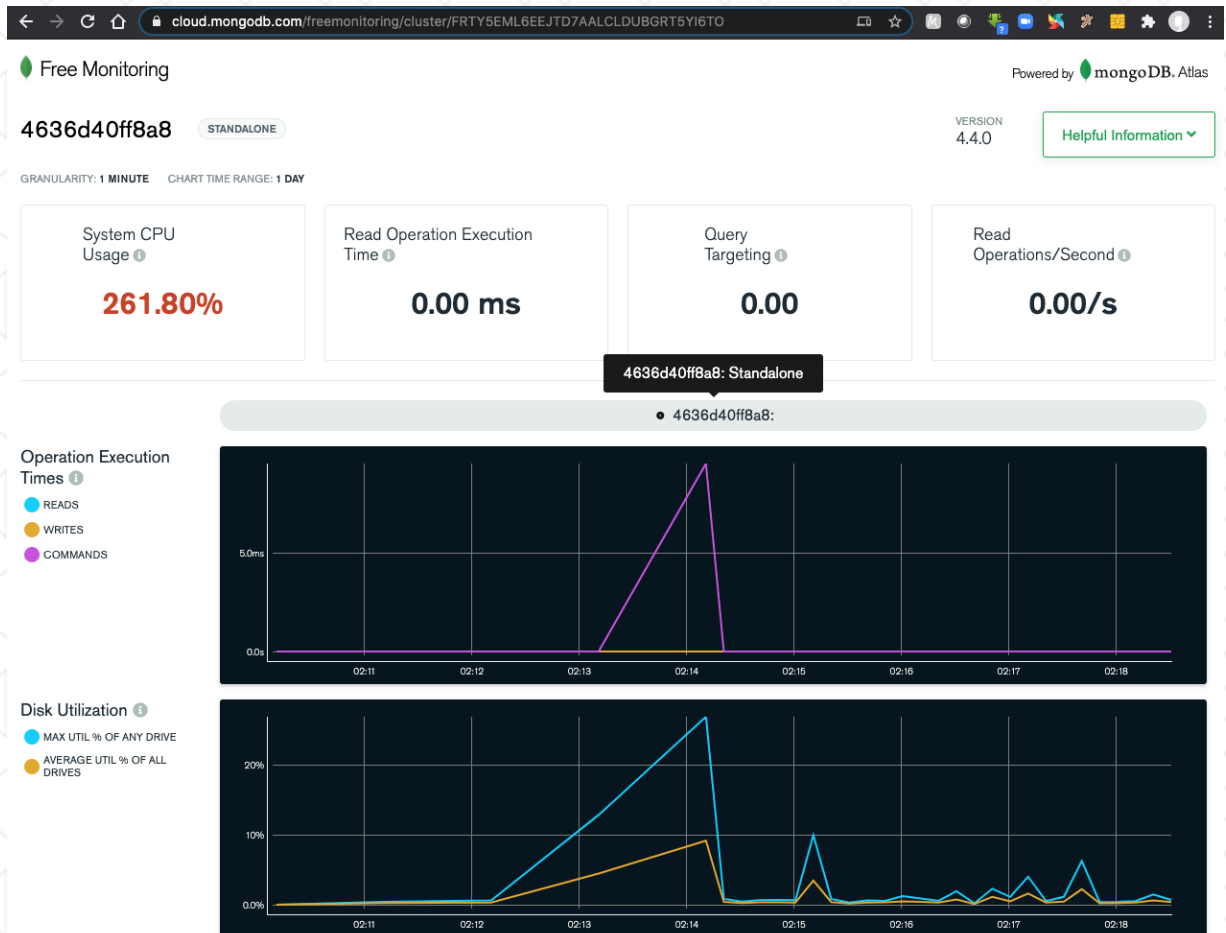 cloud.mongodb.com/freemonitoring/cluster/FRTY5EML6EEJTD7AALCLDUBGRT5YI6TO
Free Monitoring
Powered by mongoDB. Atlas
4636d40ff8a8 STANDALONE
VERSION
4.4.0
Helpful Information
GRANULARITY: 1 MINUTE CHART TIME RANGE: 1 DAY
System CPU
Usage
261.80%
Read Operation Execution
Time
0.00 ms
Query
Targeting
0.00
Read
Operations/Second
0.00/s
4636d40ff8a8: Standalone
4636d40ff8a8:
Operation Execution
Times
READS
WRITES
COMMANDS
5.0ms
0.0s
02:11 02:12 02:13 02:14 02:15 02:16 02:17 02:18
Disk Utilization
MAX UTIL % OF ANY DRIVE
AVERAGE UTIL % OF ALL
DRIVES
20%
10%
0.0%
02:11 02:12 02:13 02:14 02:15 02:16 02:17 02:18